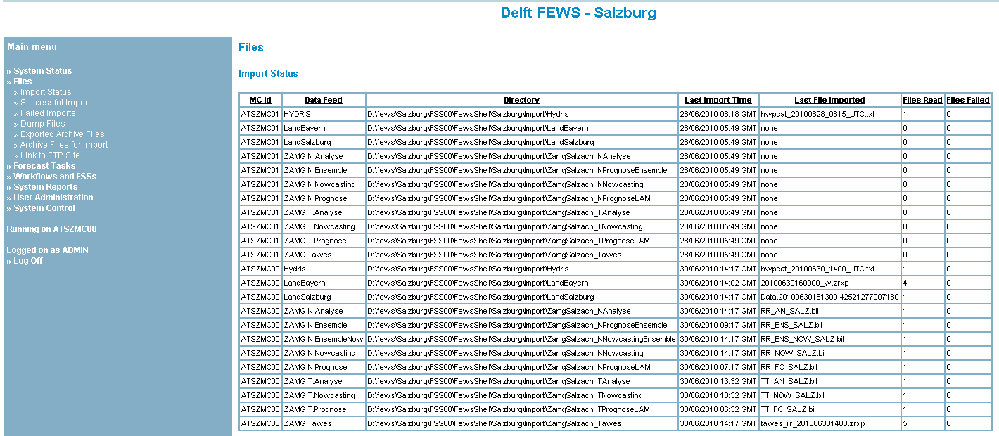 Delft FEWS - Salzburg
Main menu
» System Status
» Files
» Import Status
» Successful Imports
» Failed Imports
» Dump Files
» Exported Archive Files
» Archive Files for Import
» Link to FTP Site
» Forecast Tasks
» Workflows and FSSs
» System Reports
» User Administration
» System Control
Running on ATSZMC00
Logged on as ADMIN
» Log Off
Files
Import Status
MC Id Data Feed Directory Last Import Time Last File Imported Files Read Files Failed
ATSZMC01 HYDRIS D:\fews\Salzburg\FSS00\FewsShell\Salzburg\Import\Hydris 28/06/2010 08:18 GMT hwpdat_20100628_0815_UTC.txt 1 0
ATSZMC01 LandBayern D:\fews\Salzburg\FSS00\FewsShell\Salzburg\Import\LandBayern 28/06/2010 05:49 GMT none 0 0
ATSZMC01 LandSalzburg D:\fews\Salzburg\FSS00\FewsShell\Salzburg\Import\LandSalzburg 28/06/2010 05:49 GMT none 0 0
ATSZMC01 ZAMG N.Analyse D:\fews\Salzburg\FSS00\FewsShell\Salzburg\Import\ZamgSalzach_NAnalyse 28/06/2010 05:49 GMT none 0 0
ATSZMC01 ZAMG N.Ensemble D:\fews\Salzburg\FSS00\FewsShell\Salzburg\Import\ZamgSalzach_NPrognoseEnsemble 28/06/2010 05:49 GMT none 0 0
ATSZMC01 ZAMG N.Nowcasting D:\fews\Salzburg\FSS00\FewsShell\Salzburg\Import\ZamgSalzach_NNowcasting 28/06/2010 05:49 GMT none 0 0
ATSZMC01 ZAMG N.Prognose D:\fews\Salzburg\FSS00\FewsShell\Salzburg\Import\ZamgSalzach_NPrognoseLAM 28/06/2010 05:49 GMT none 0 0
ATSZMC01 ZAMG T.Analyse D:\fews\Salzburg\FSS00\FewsShell\Salzburg\Import\ZamgSalzach_TAnalyse 28/06/2010 05:49 GMT none 0 0
ATSZMC01 ZAMG T.Nowcasting D:\fews\Salzburg\FSS00\FewsShell\Salzburg\Import\ZamgSalzach_TNowcasting 28/06/2010 05:49 GMT none 0 0
ATSZMC01 ZAMG T.Prognose D:\fews\Salzburg\FSS00\FewsShell\Salzburg\Import\ZamgSalzach_TPrognoseLAM 28/06/2010 05:49 GMT none 0 0
ATSZMC01 ZAMG Tawes D:\fews\Salzburg\FSS00\FewsShell\Salzburg\Import\ZamgSalzach_Tawes 28/06/2010 05:49 GMT none 0 0
ATSZMC00 Hydris D:\fews\Salzburg\FSS00\FewsShell\Salzburg\Import\Hydris 30/06/2010 14:17 GMT hwpdat_20100630_1400_UTC.txt 1 0
ATSZMC00 LandBayern D:\fews\Salzburg\FSS00\FewsShell\Salzburg\Import\LandBayern 30/06/2010 14:02 GMT 20100630160000_w.zrxp 4 0
ATSZMC00 LandSalzburg D:\fews\Salzburg\FSS00\FewsShell\Salzburg\Import\LandSalzburg 30/06/2010 14:17 GMT Data.20100630161300.42521277907180 1 0
ATSZMC00 ZAMG N.Analyse D:\fews\Salzburg\FSS00\FewsShell\Salzburg\Import\ZamgSalzach_NAnalyse 30/06/2010 14:17 GMT RR_AN_SALZ.bil 1 0
ATSZMC00 ZAMG N.Ensemble D:\fews\Salzburg\FSS00\FewsShell\Salzburg\Import\ZamgSalzach_NPrognoseEnsemble 30/06/2010 09:17 GMT RR_ENS_SALZ.bil 1 0
ATSZMC00 ZAMG N.EnsembleNow D:\fews\Salzburg\FSS00\FewsShell\Salzburg\Import\ZamgSalzach_NNowcastingEnsemble 30/06/2010 14:17 GMT RR_ENS_NOW_SALZ.bil 1 0
ATSZMC00 ZAMG N.Nowcasting D:\fews\Salzburg\FSS00\FewsShell\Salzburg\Import\ZamgSalzach_NNowcasting 30/06/2010 14:17 GMT RR_NOW_SALZ.bil 1 0
ATSZMC00 ZAMG N.Prognose D:\fews\Salzburg\FSS00\FewsShell\Salzburg\Import\ZamgSalzach_NPrognoseLAM 30/06/2010 07:17 GMT RR_FC_SALZ.bil 1 0
ATSZMC00 ZAMG T.Analyse D:\fews\Salzburg\FSS00\FewsShell\Salzburg\Import\ZamgSalzach_TAnalyse 30/06/2010 13:32 GMT TT_AN_SALZ.bil 1 0
ATSZMC00 ZAMG T.Nowcasting D:\fews\Salzburg\FSS00\FewsShell\Salzburg\Import\ZamgSalzach_TNowcasting 30/06/2010 13:32 GMT TT_NOW_SALZ.bil 1 0
ATSZMC00 ZAMG T.Prognose D:\fews\Salzburg\FSS00\FewsShell\Salzburg\Import\ZamgSalzach_TPrognoseLAM 30/06/2010 06:32 GMT TT_FC_SALZ.bil 1 0
ATSZMC00 ZAMG Tawes D:\fews\Salzburg\FSS00\FewsShell\Salzburg\Import\ZamgSalzach_Tawes 30/06/2010 14:17 GMT tawes_rr_201006301400.zrxp 5 0